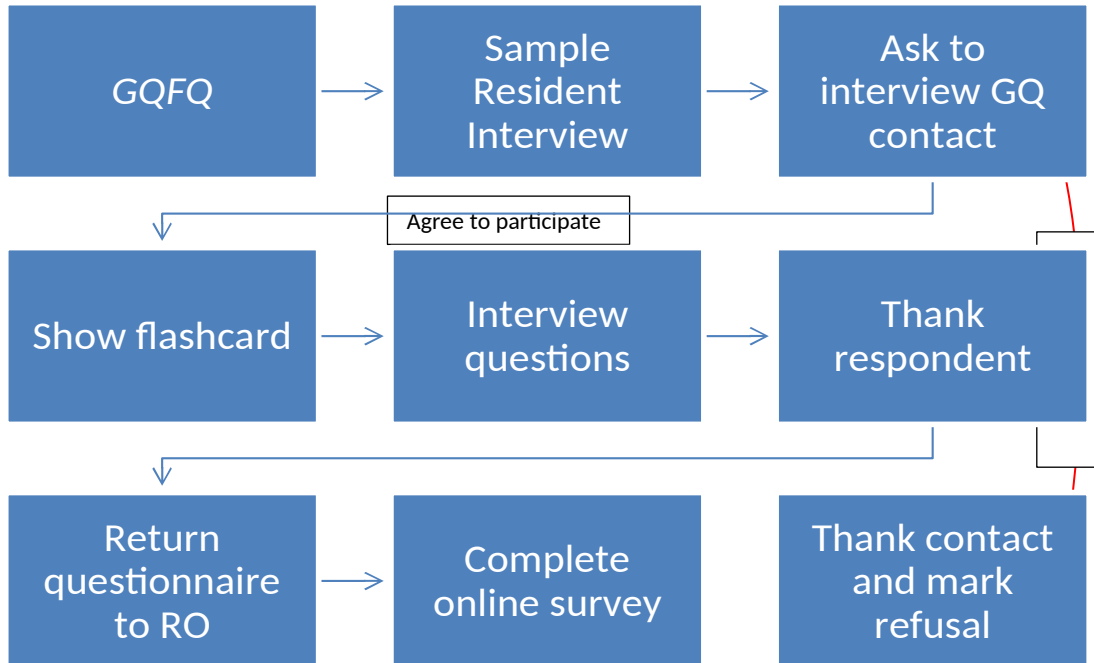 GQFQ
Sample
Resident
Interview
Ask to
interview GQ
contact
Agree to participate
Show flashcard
Interview
questions
Thank
respondent
Return
questionnaire
to RO
Complete
online survey
Thank contact
and mark
refusal